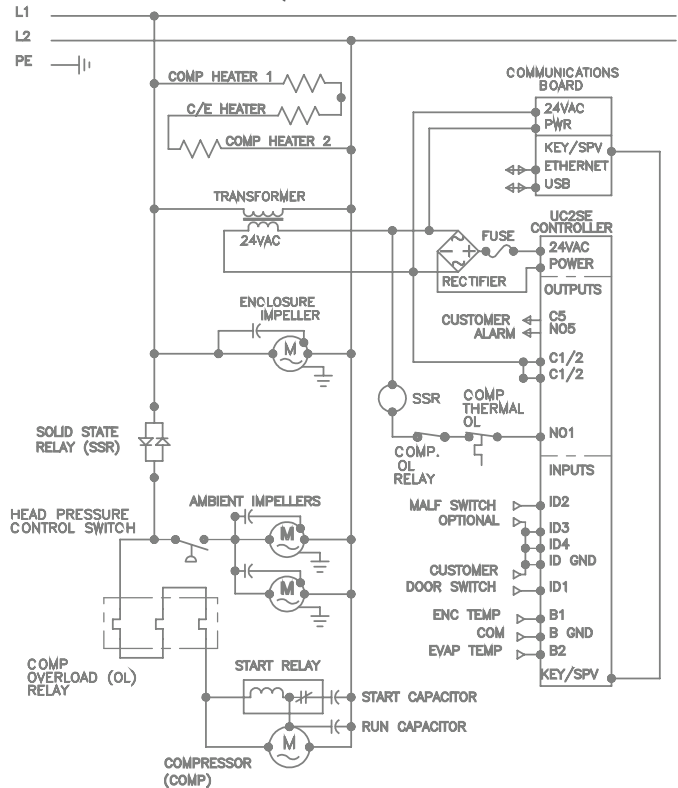 L1
L2
PE
COMP HEATER 1
C/E HEATER
COMP HEATER 2
COMMUNICATIONS
BOARD
24VAC
PWR
KEY/SPV
ETHERNET
USB
TRANSFORMER
24VAC
UC2SE
CONTROLLER
FUSE
24VAC
POWER
RECTIFIER
OUTPUTS
ENCLOSURE
IMPELLER
M
CUSTOMER
ALARM
C5
NO5
C1/2
C1/2
SSR
COMP
THERMAL
OL
NO1
COMP.
OL
RELAY
SOLID STATE
RELAY (SSR)
INPUTS
HEAD PRESSURE
CONTROL SWITCH
AMBIENT IMPELLERS
M
M
MALF SWITCH
OPTIONAL
ID2
ID3
ID4
ID GND
CUSTOMER
DOOR SWITCH
ID1
ENC TEMP
B1
COM
B GND
EVAP TEMP
B2
KEY/SPV
COMP
OVERLOAD (OL)
RELAY
START RELAY
START CAPACITOR
RUN CAPACITOR
M
COMPRESSOR
(COMP)